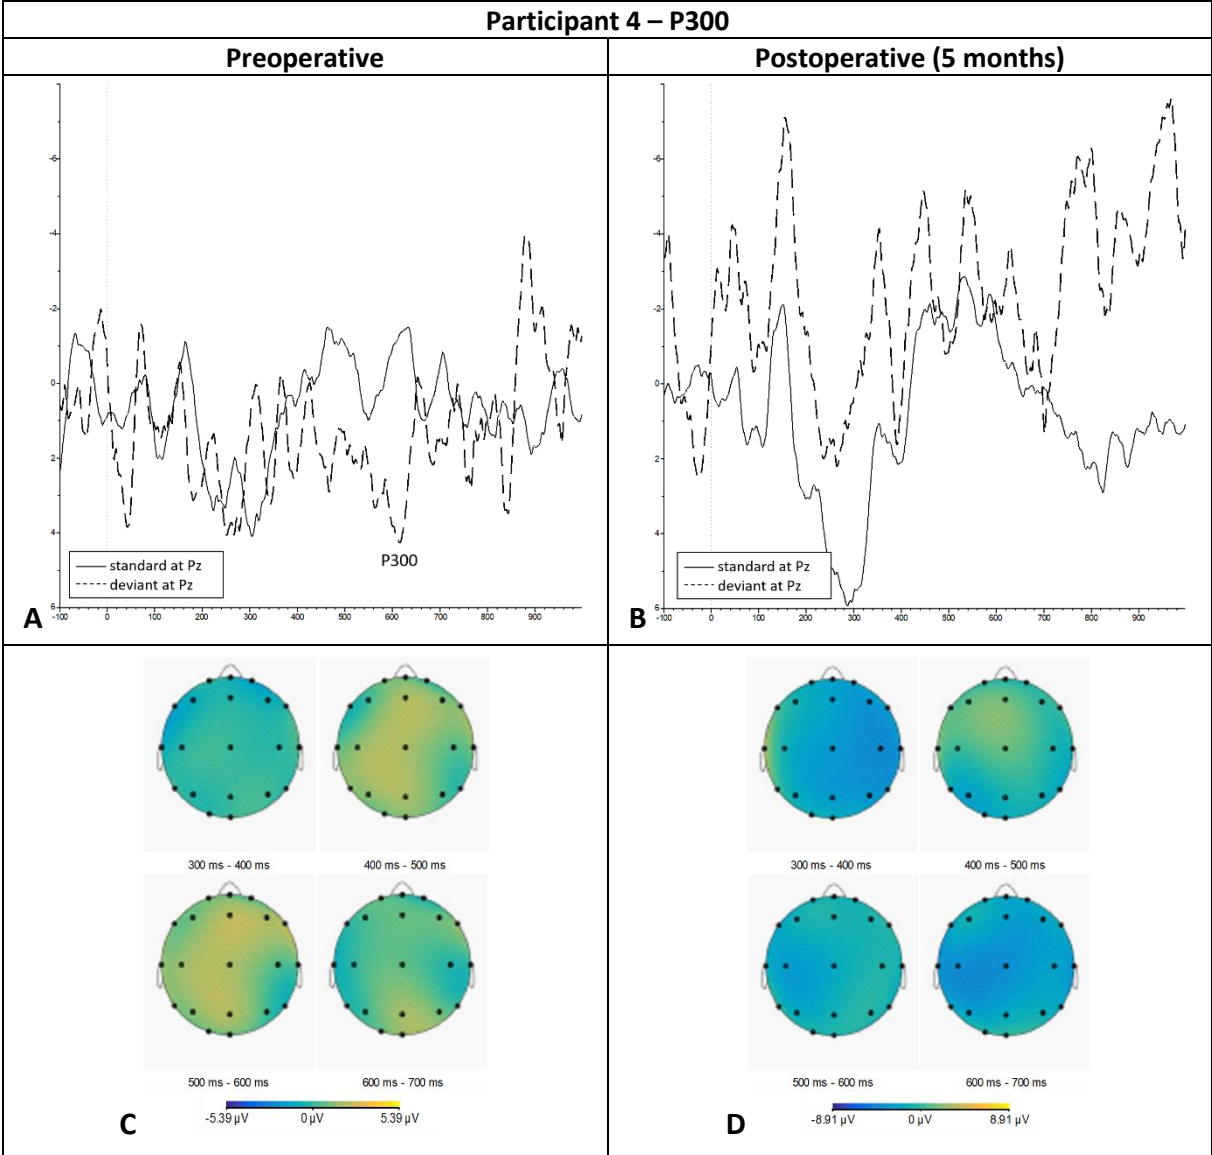 Participant 4 – P300
Preoperative
Postoperative (5 months)
-6
-4
-2
0
2
4
6
-100
0
100
200
300
400
500
600
700
800
900
P300
standard at Pz
deviant at Pz
A
-6
-4
-2
0
2
4
6
-100
0
100
200
300
400
500
600
700
800
900
standard at Pz
deviant at Pz
B
300 ms - 400 ms
400 ms - 500 ms
500 ms - 600 ms
600 ms - 700 ms
-5.39 µV
0 µV
5.39 µV
C
300 ms - 400 ms
400 ms - 500 ms
500 ms - 600 ms
600 ms - 700 ms
-8.91 µV
0 µV
8.91 µV
D